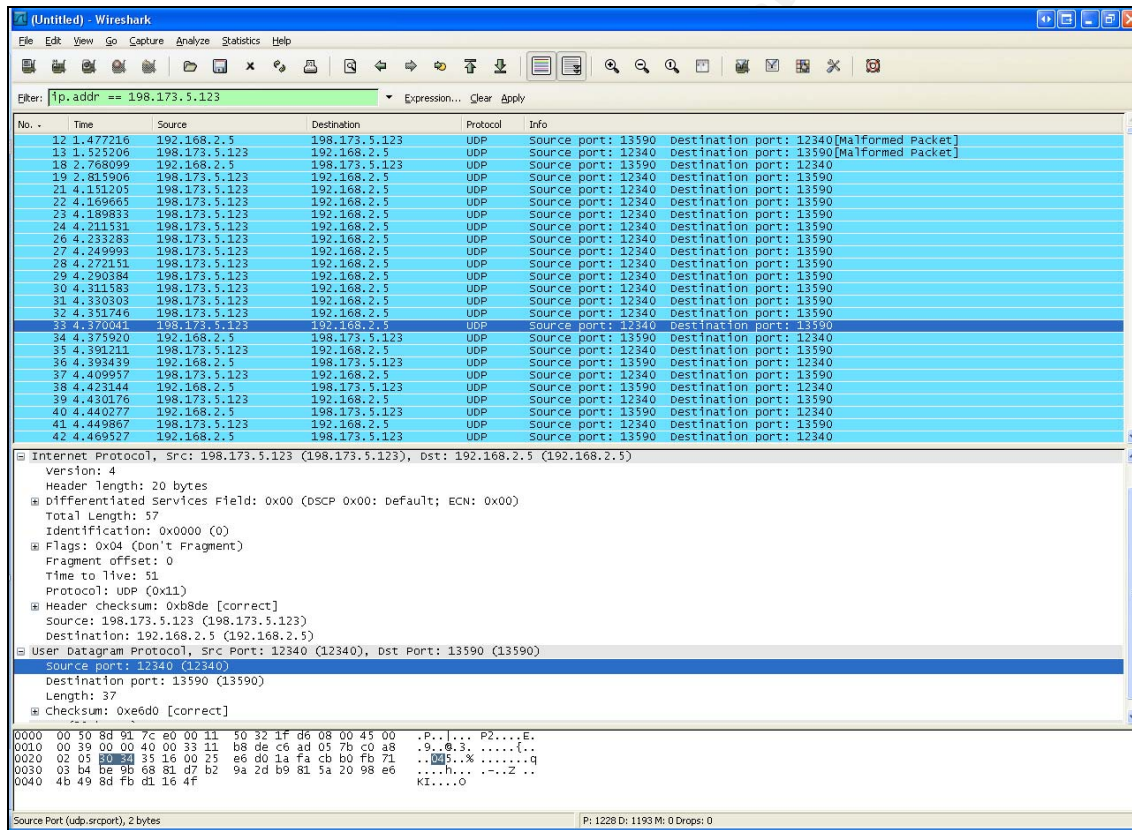 (Untitled) - Wireshark
File Edit View Go Capture Analyze Statistics Help
Filter: ip.addr == 198.173.5.123 Expression... Clear Apply
No. Time Source Destination Protocol Info
12 1.477216 192.168.2.5 198.173.5.123 UDP Source port: 13590 Destination port: 12340[Malformed Packet]
13 1.525206 198.173.5.123 192.168.2.5 UDP Source port: 12340 Destination port: 13590[Malformed Packet]
18 2.768099 192.168.2.5 198.173.5.123 UDP Source port: 13590 Destination port: 12340
19 2.815906 198.173.5.123 192.168.2.5 UDP Source port: 12340 Destination port: 13590
21 4.151205 198.173.5.123 192.168.2.5 UDP Source port: 12340 Destination port: 13590
22 4.169665 198.173.5.123 192.168.2.5 UDP Source port: 12340 Destination port: 13590
23 4.189833 198.173.5.123 192.168.2.5 UDP Source port: 12340 Destination port: 13590
24 4.211531 198.173.5.123 192.168.2.5 UDP Source port: 12340 Destination port: 13590
26 4.233283 198.173.5.123 192.168.2.5 UDP Source port: 12340 Destination port: 13590
27 4.249993 198.173.5.123 192.168.2.5 UDP Source port: 12340 Destination port: 13590
28 4.272151 198.173.5.123 192.168.2.5 UDP Source port: 12340 Destination port: 13590
29 4.290384 198.173.5.123 192.168.2.5 UDP Source port: 12340 Destination port: 13590
30 4.311583 198.173.5.123 192.168.2.5 UDP Source port: 12340 Destination port: 13590
31 4.330303 198.173.5.123 192.168.2.5 UDP Source port: 12340 Destination port: 13590
32 4.351746 198.173.5.123 192.168.2.5 UDP Source port: 12340 Destination port: 13590
33 4.370041 198.173.5.123 192.168.2.5 UDP Source port: 12340 Destination port: 13590
34 4.375920 192.168.2.5 198.173.5.123 UDP Source port: 13590 Destination port: 12340
35 4.391211 198.173.5.123 192.168.2.5 UDP Source port: 12340 Destination port: 13590
36 4.393439 192.168.2.5 198.173.5.123 UDP Source port: 13590 Destination port: 12340
37 4.409957 198.173.5.123 192.168.2.5 UDP Source port: 12340 Destination port: 13590
38 4.423144 192.168.2.5 198.173.5.123 UDP Source port: 13590 Destination port: 12340
39 4.430176 198.173.5.123 192.168.2.5 UDP Source port: 12340 Destination port: 13590
40 4.440277 192.168.2.5 198.173.5.123 UDP Source port: 13590 Destination port: 12340
41 4.449867 198.173.5.123 192.168.2.5 UDP Source port: 12340 Destination port: 13590
42 4.469527 192.168.2.5 198.173.5.123 UDP Source port: 13590 Destination port: 12340
Internet Protocol, Src: 198.173.5.123 (198.173.5.123), Dst: 192.168.2.5 (192.168.2.5)
Version: 4
Header length: 20 bytes
Differentiated Services Field: 0x00 (DSCP 0x00: Default; ECN: 0x00)
Total Length: 57
Identification: 0x0000 (0)
Flags: 0x04 (Don't Fragment)
Fragment offset: 0
Time to live: 51
Protocol: UDP (0x11)
Header checksum: 0xb8de [correct]
Source: 198.173.5.123 (198.173.5.123)
Destination: 192.168.2.5 (192.168.2.5)
User Datagram Protocol, Src Port: 12340 (12340), Dst Port: 13590 (13590)
Source port: 12340 (12340)
Destination port: 13590 (13590)
Length: 37
Checksum: 0xe6d0 [correct]
0000 00 50 8d 91 7c e0 00 11 50 32 1f d6 08 00 45 00 .P..|... P2....E.
0010 00 39 00 00 40 00 33 11 b8 de c6 ad 05 7b c0 a8 .9..@.3. .....{..
0020 02 05 30 34 35 16 00 25 e6 d0 1a fa cb b0 fb 71 ..045..% .......q
0030 03 b4 be 9b 68 81 d7 b2 9a 2d b9 81 5a 20 98 e6 ....h... .-..Z ..
0040 4b 49 8d fb d1 16 4f KI....O
Source Port (udp.srcport), 2 bytes P: 1228 D: 1193 M: 0 Drops: 0